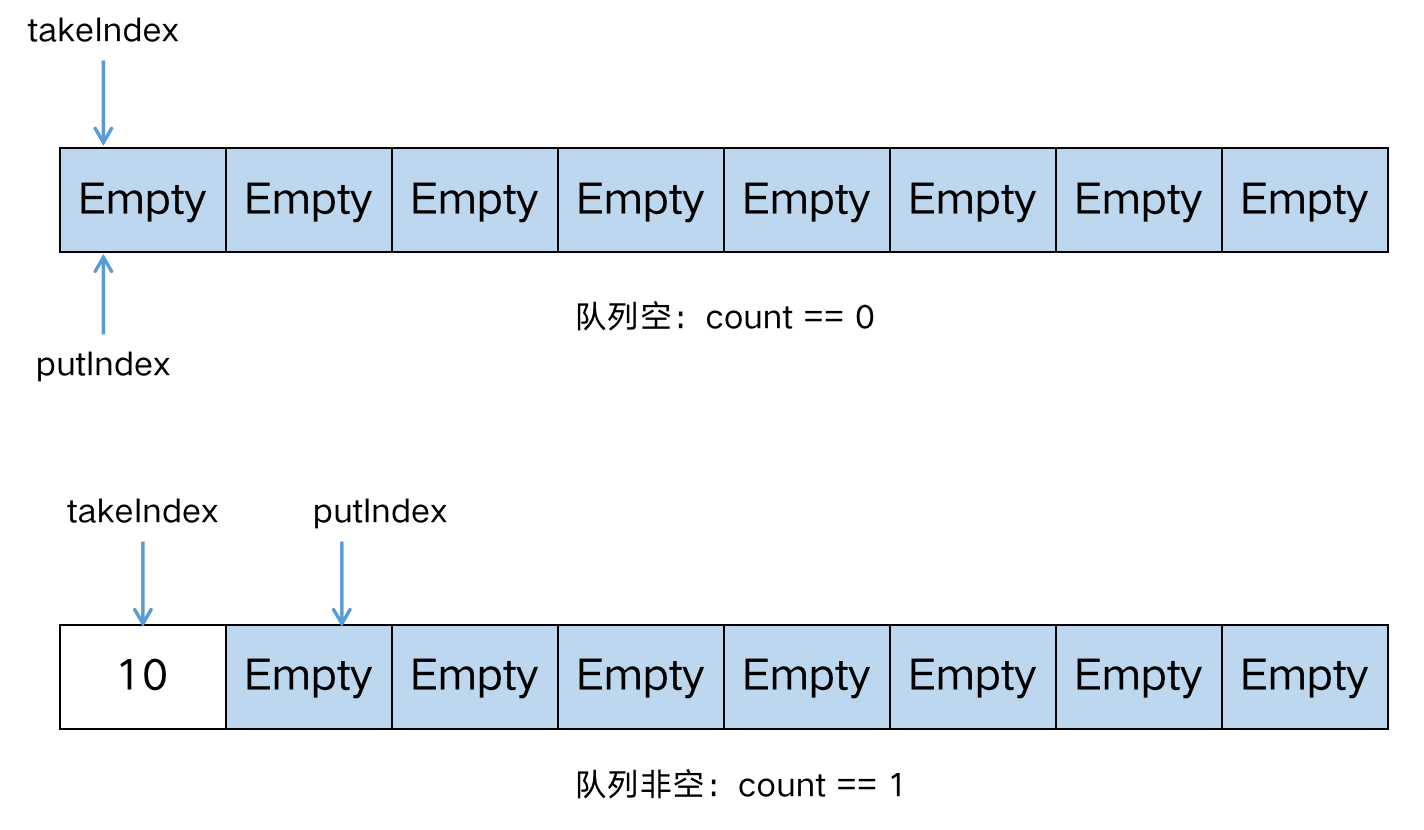 takeIndex
Empty Empty Empty Empty Empty Empty Empty Empty
队列空：count == 0
putIndex
takeIndex putIndex
10 Empty Empty Empty Empty Empty Empty Empty
队列非空：count == 1